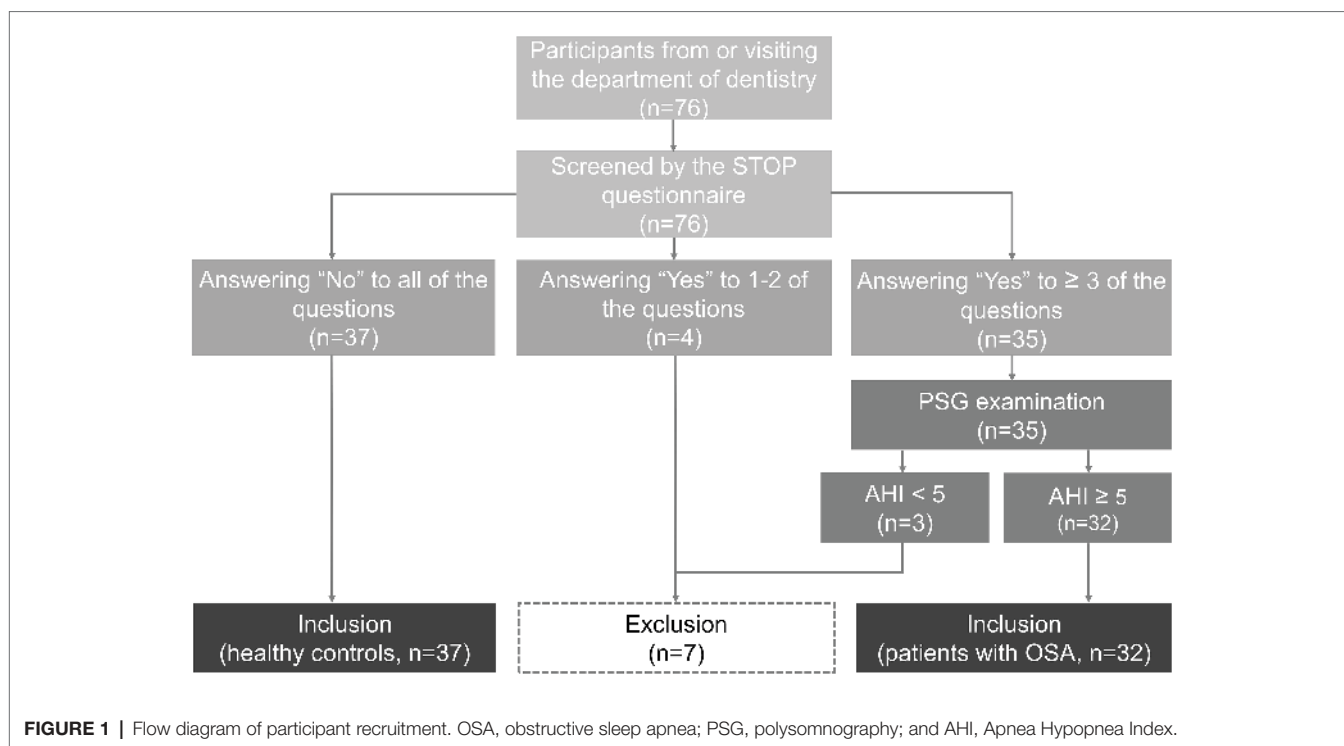 Participants from or visiting
the department of dentistry
(n=76)
Screened by the STOP
questionnaire
(n=76)
Answering "No" to all of the
questions
(n=37)
Answering "Yes" to 1-2 of
the questions
(n=4)
Answering "Yes" to ≥ 3 of the
questions
(n=35)
PSG examination
(n=35)
AHI < 5
(n=3)
AHI ≥ 5
(n=32)
Inclusion
(healthy controls, n=37)
Exclusion
(n=7)
Inclusion
(patients with OSA, n=32)
FIGURE 1 | Flow diagram of participant recruitment. OSA, obstructive sleep apnea; PSG, polysomnography; and AHI, Apnea Hypopnea Index.